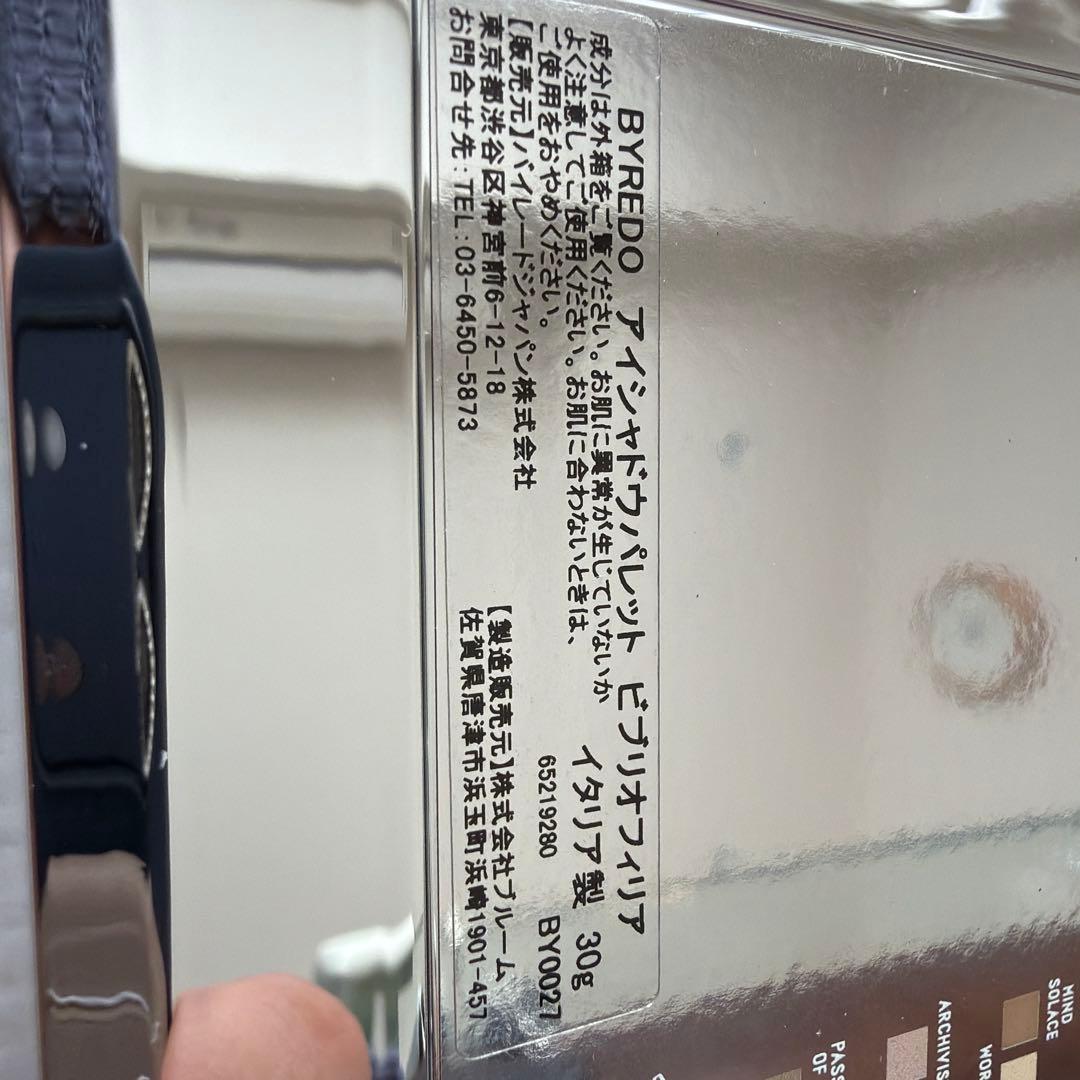 BYREDO アイシャドウパレット ビブリオフィリア
成分は外箱をご覧ください。お肌に異常が生じていないか
よく注意してご使用ください。お肌に合わないときは、
ご使用をおやめください。
イタリア製 30g
【販売元】バイレードジャパン株式会社
65219280 BY0027
東京都渋谷区神宮前6-12-18
お問合せ先:TEL:03-6450-5873
【製造販売元】株式会社ブルーム
佐賀県唐津市浜玉町浜崎1901-457
MIND
SOLACE
OF